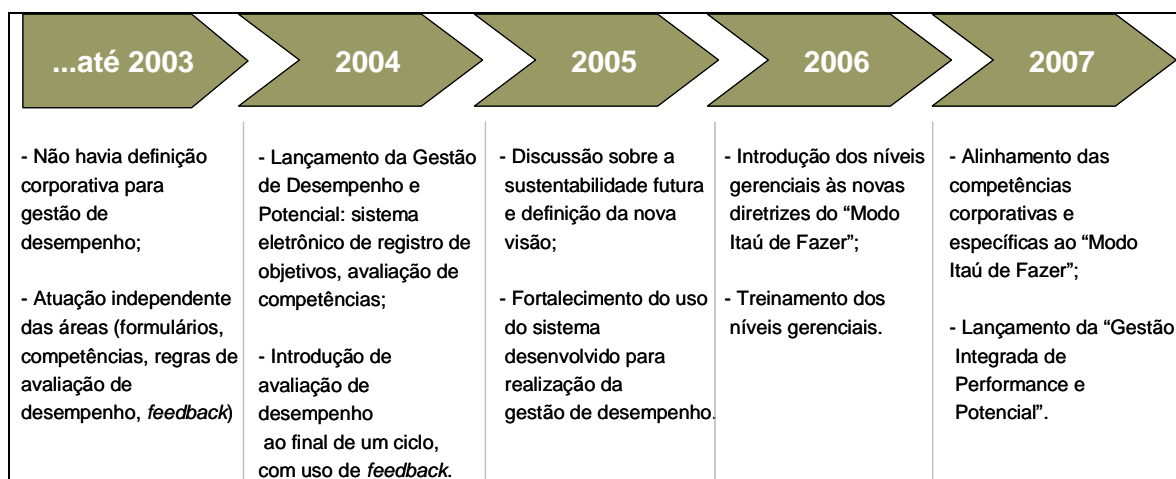 ...até 2003
2004
2005
2006
2007
- Não havia definição
corporativa para
gestão de
desempenho;
- Atuação independente
das áreas (formulários,
competências, regras de
avaliação de
desempenho, feedback)
- Lançamento da Gestão
de Desempenho e
Potencial: sistema
eletrônico de registro de
objetivos, avaliação de
competências;
- Introdução de
avaliação de
desempenho
ao final de um ciclo,
com uso de feedback.
- Discussão sobre a
sustentabilidade futura
e definição da nova
visão;
- Fortalecimento do uso
do sistema
desenvolvido para
realização da
gestão de desempenho.
- Introdução dos níveis
gerenciais às novas
diretrizes do “Modo
Itaú de Fazer”;
- Treinamento dos
níveis gerenciais.
- Alinhamento das
competências
corporativas e
específicas ao “Modo
Itaú de Fazer”;
- Lançamento da “Gestão
Integrada de
Performance e
Potencial”.